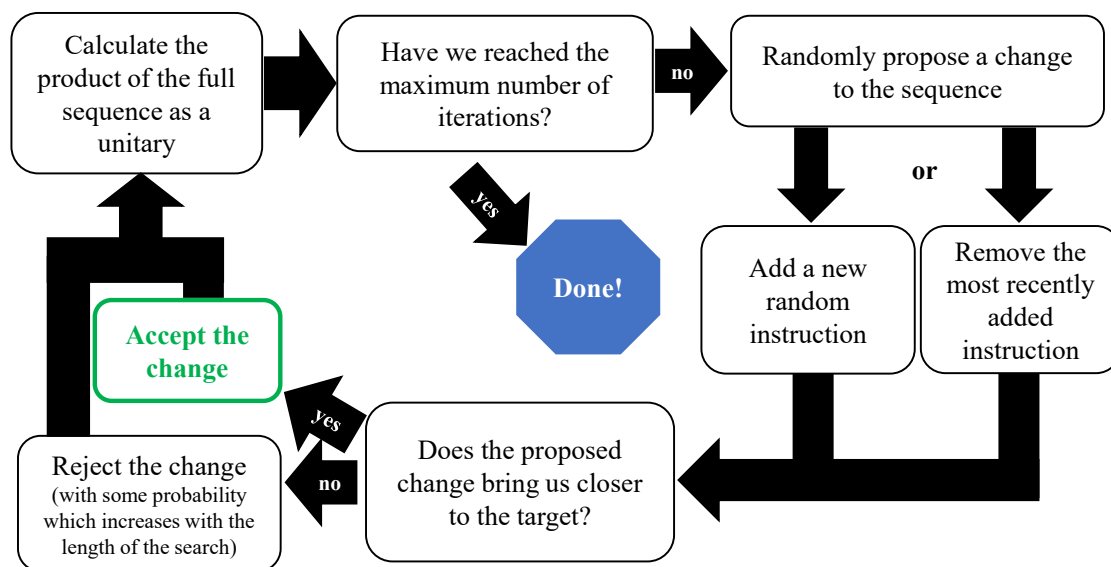 Calculate the
product of the full
sequence as a
unitary
Have we reached the
maximum number of
iterations?
no
Randomly propose a change
to the sequence
yes
or
Done!
Add a new
random
instruction
Remove the
most recently
added
instruction
Does the proposed
change bring us closer
to the target?
yes
no
Accept the
change
Reject the change
(with some probability
which increases with the
length of the search)